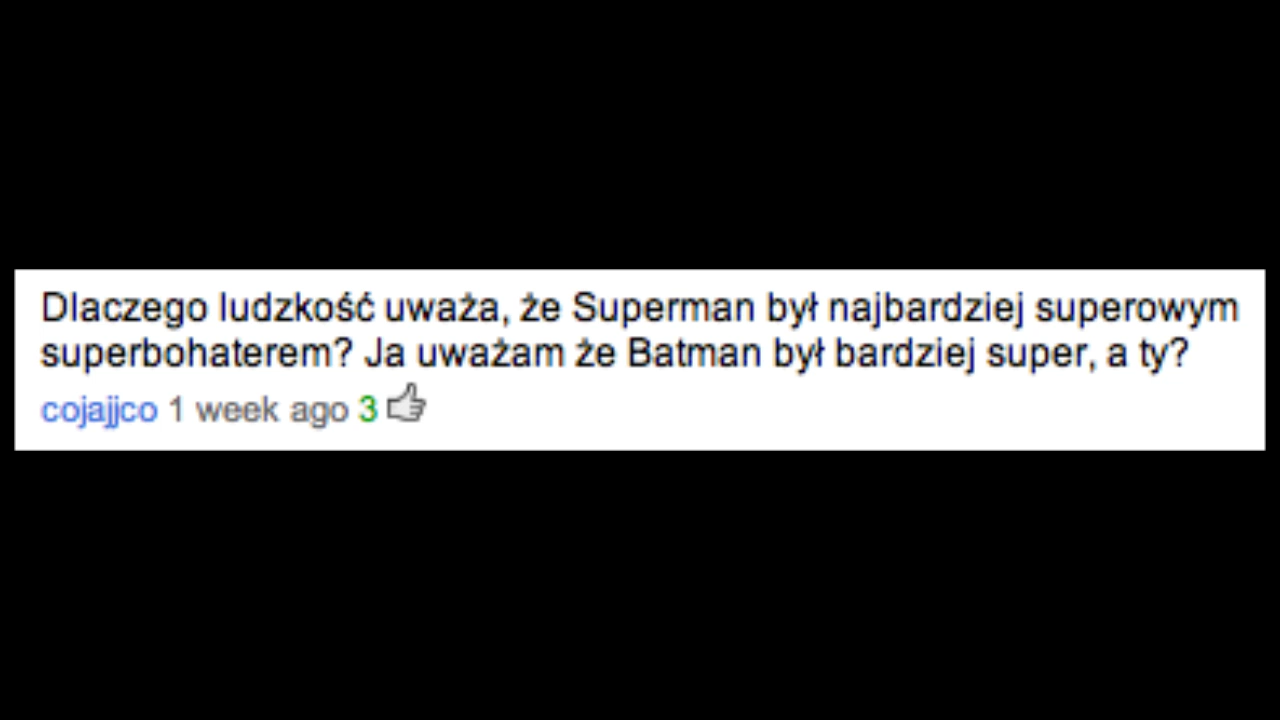 Dlaczego ludzkość uważa, że Superman był najbardziej superowym
superbohaterem? Ja uważam że Batman był bardziej super, a ty?
cojajjco 1 week ago 3